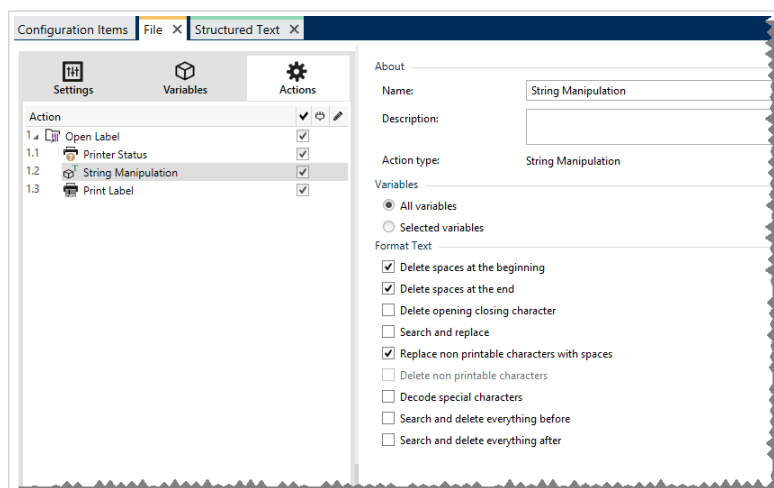 Configuration Items File Structured Text
Settings Variables Actions
Action
1 Open Label
1.1 Printer Status
1.2 String Manipulation
1.3 Print Label
About
Name: String Manipulation
Description:
Action type: String Manipulation
Variables
All variables
Selected variables
Format Text
Delete spaces at the beginning
Delete spaces at the end
Delete opening closing character
Search and replace
Replace non printable characters with spaces
Delete non printable characters
Decode special characters
Search and delete everything before
Search and delete everything after